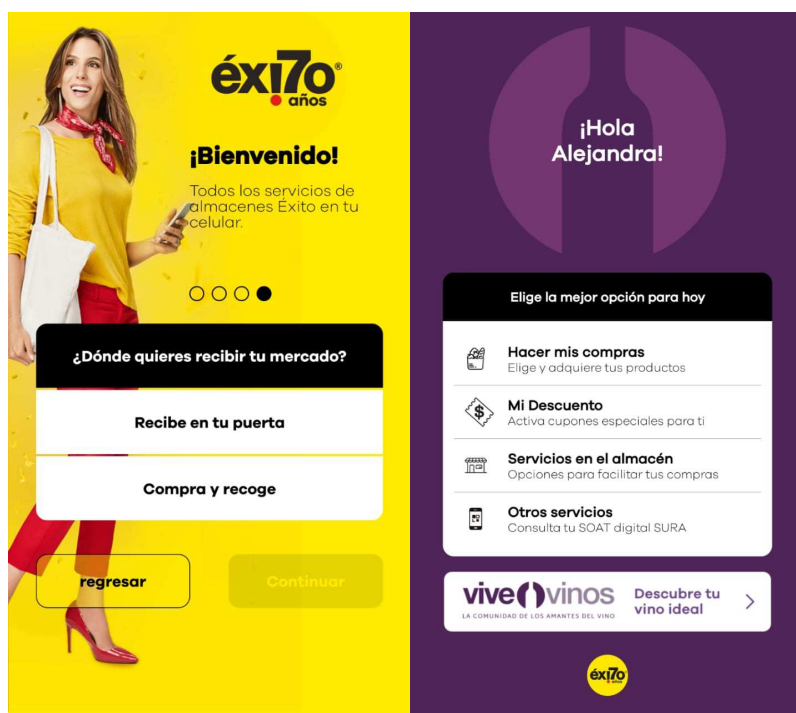 éxi7o®
años
¡Bienvenido!
Todos los servicios de
almacenes Éxito en tu
celular.
¿Dónde quieres recibir tu mercado?
Recibe en tu puerta
Compra y recoge
regresar
Continuar
¡Hola
Alejandra!
Elige la mejor opción para hoy
Hacer mis compras
Elige y adquiere tus productos
$
Mi Descuento
Activa cupones especiales para ti
Servicios en el almacén
Opciones para facilitar tus compras
Otros servicios
Consulta tu SOAT digital SURA
vive vinos
LA COMUNIDAD DE LOS AMANTES DEL VINO
Descubre tu
vino ideal
éxi7o
años